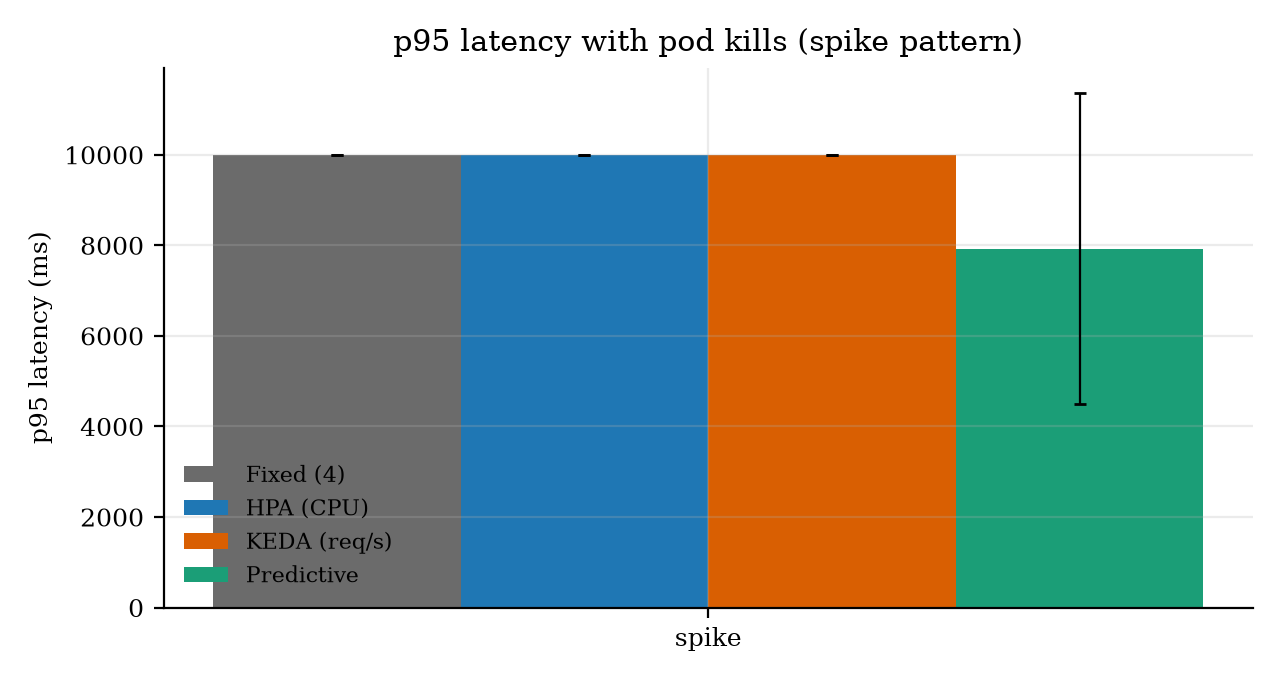 p95 latency with pod kills (spike pattern)
p95 latency (ms)
10000
8000
6000
4000
2000
0
Fixed (4)
HPA (CPU)
KEDA (req/s)
Predictive
spike